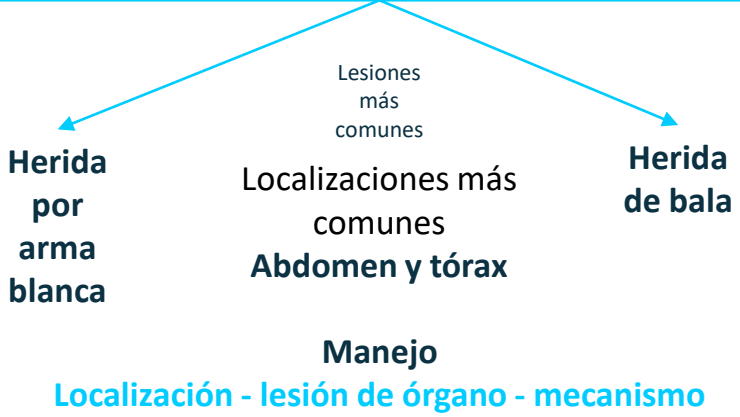 Lesiones
más
comunes
Herida
por
arma
blanca
Localizaciones más
comunes
Abdomen y tórax
Herida
de bala
Manejo
Localización - lesión de órgano - mecanismo